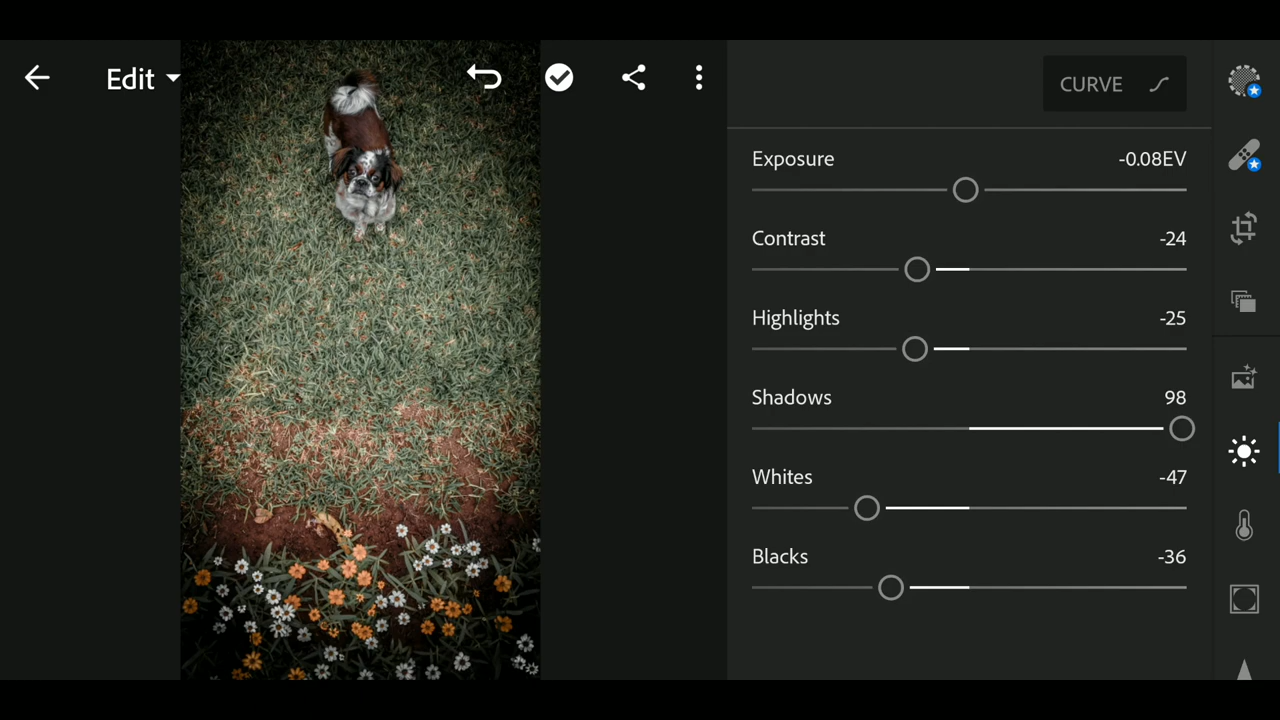 Edit
CURVE
Exposure -0.08EV
Contrast -24
Highlights -25
Shadows 98
Whites -47
Blacks -36